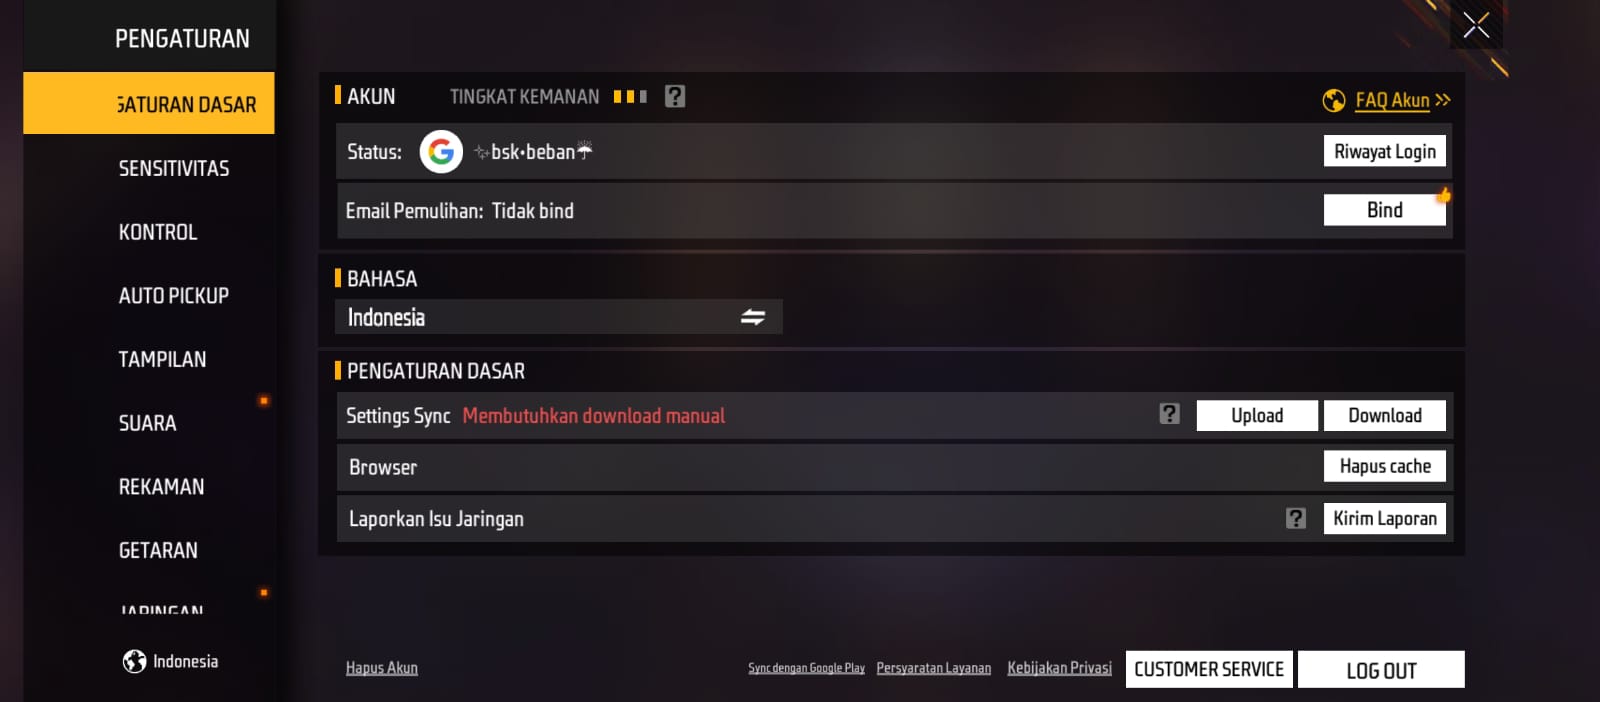 PENGATURAN
GATURAN DASAR
SENSITIVITAS
KONTROL
AUTO PICKUP
TAMPILAN
SUARA
REKAMAN
GETARAN
JARINGAN
Indonesia
AKUN TINGKAT KEMANAN ?
FAQ Akun >>
Status: G ✨bsk•beban☂ Riwayat Login
Email Pemulihan: Tidak bind Bind
BAHASA
Indonesia
PENGATURAN DASAR
Settings Sync Membutuhkan download manual ? Upload Download
Browser Hapus cache
Laporkan Isu Jaringan ? Kirim Laporan
Hapus Akun Sync dengan Google Play Persyaratan Layanan Kebijakan Privasi CUSTOMER SERVICE LOG OUT